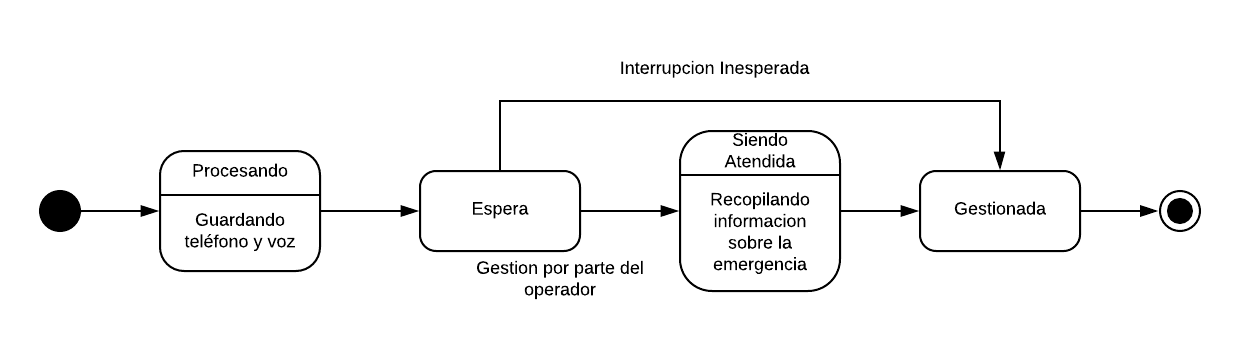 Interrupcion Inesperada
Procesando
Guardando
teléfono y voz
Espera
Gestion por parte del
operador
Siendo
Atendida
Recopilando
informacion
sobre la
emergencia
Gestionada